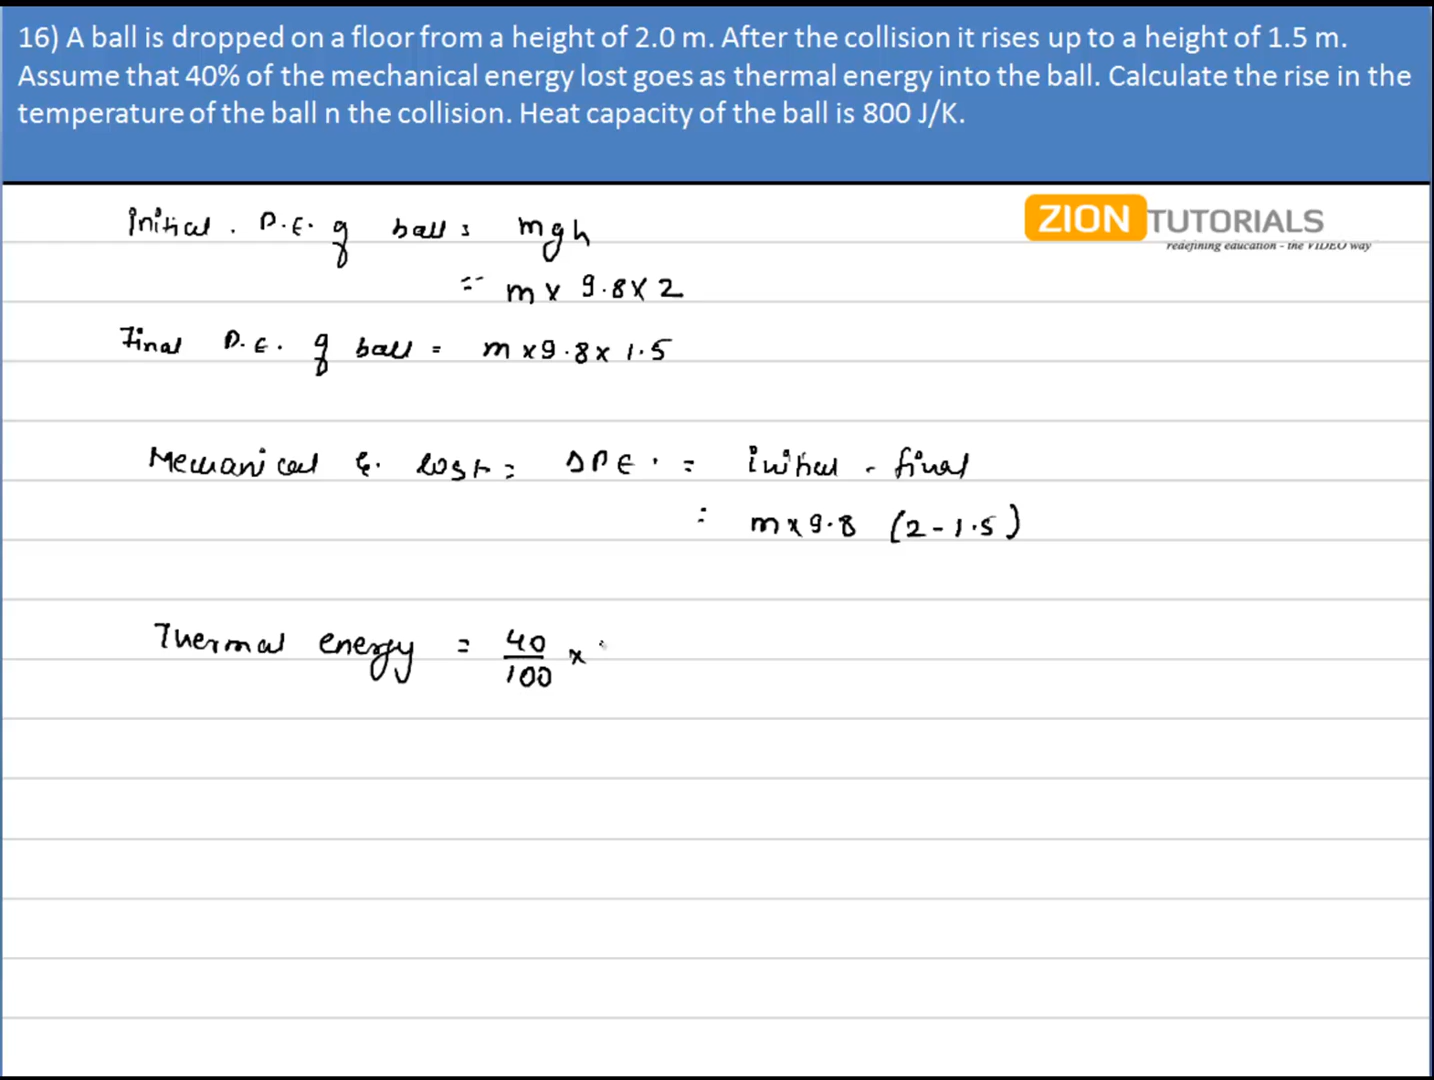 16) A ball is dropped on a floor from a height of 2.0 m. After the collision it rises up to a height of 1.5 m.
Assume that 40% of the mechanical energy lost goes as thermal energy into the ball. Calculate the rise in the
temperature of the ball n the collision. Heat capacity of the ball is 800 J/K.
ZION TUTORIALS
redefining education - the VIDEO way
Initial . P.E. of ball = mgh
= m x 9.8 x 2
Final P.E. of ball = m x 9.8 x 1.5
Mechanical E. lost = ΔPE. = initial - final
= m x 9.8 (2 - 1.5)
Thermal energy = 40/100 x